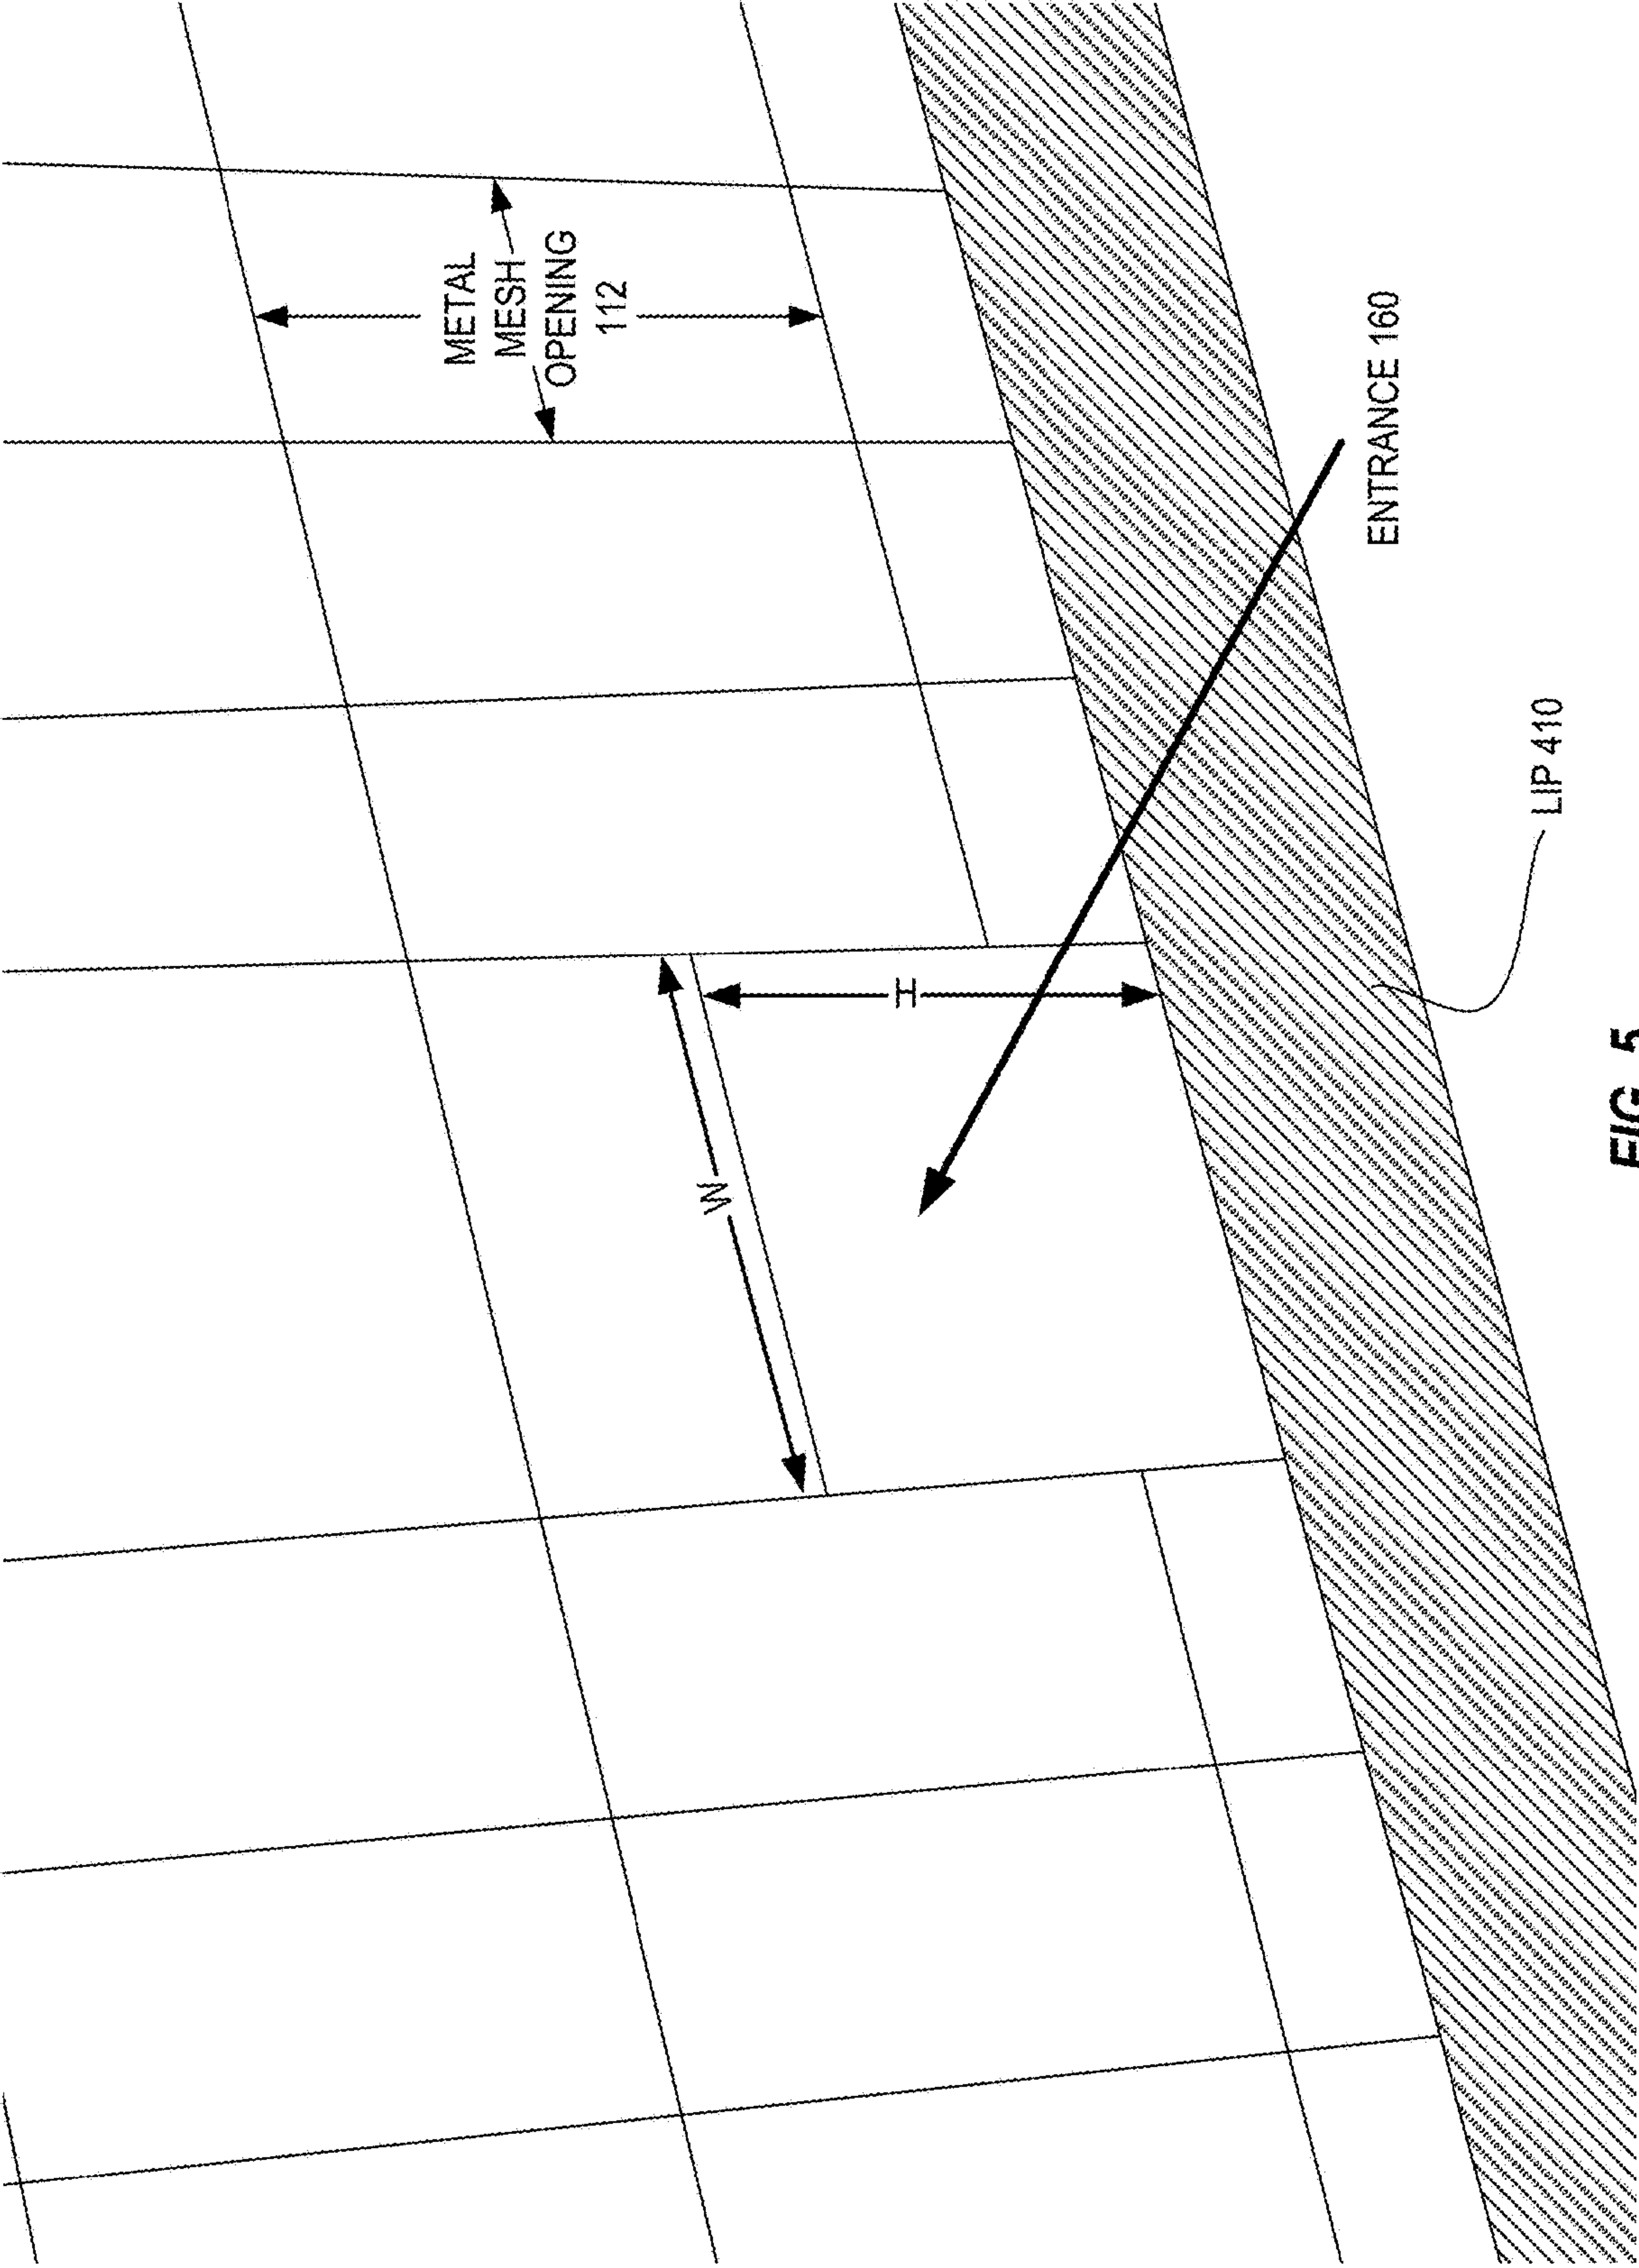 METAL
MESH
OPENING
112
W
H
ENTRANCE 160
LIP 410
FIG. 5